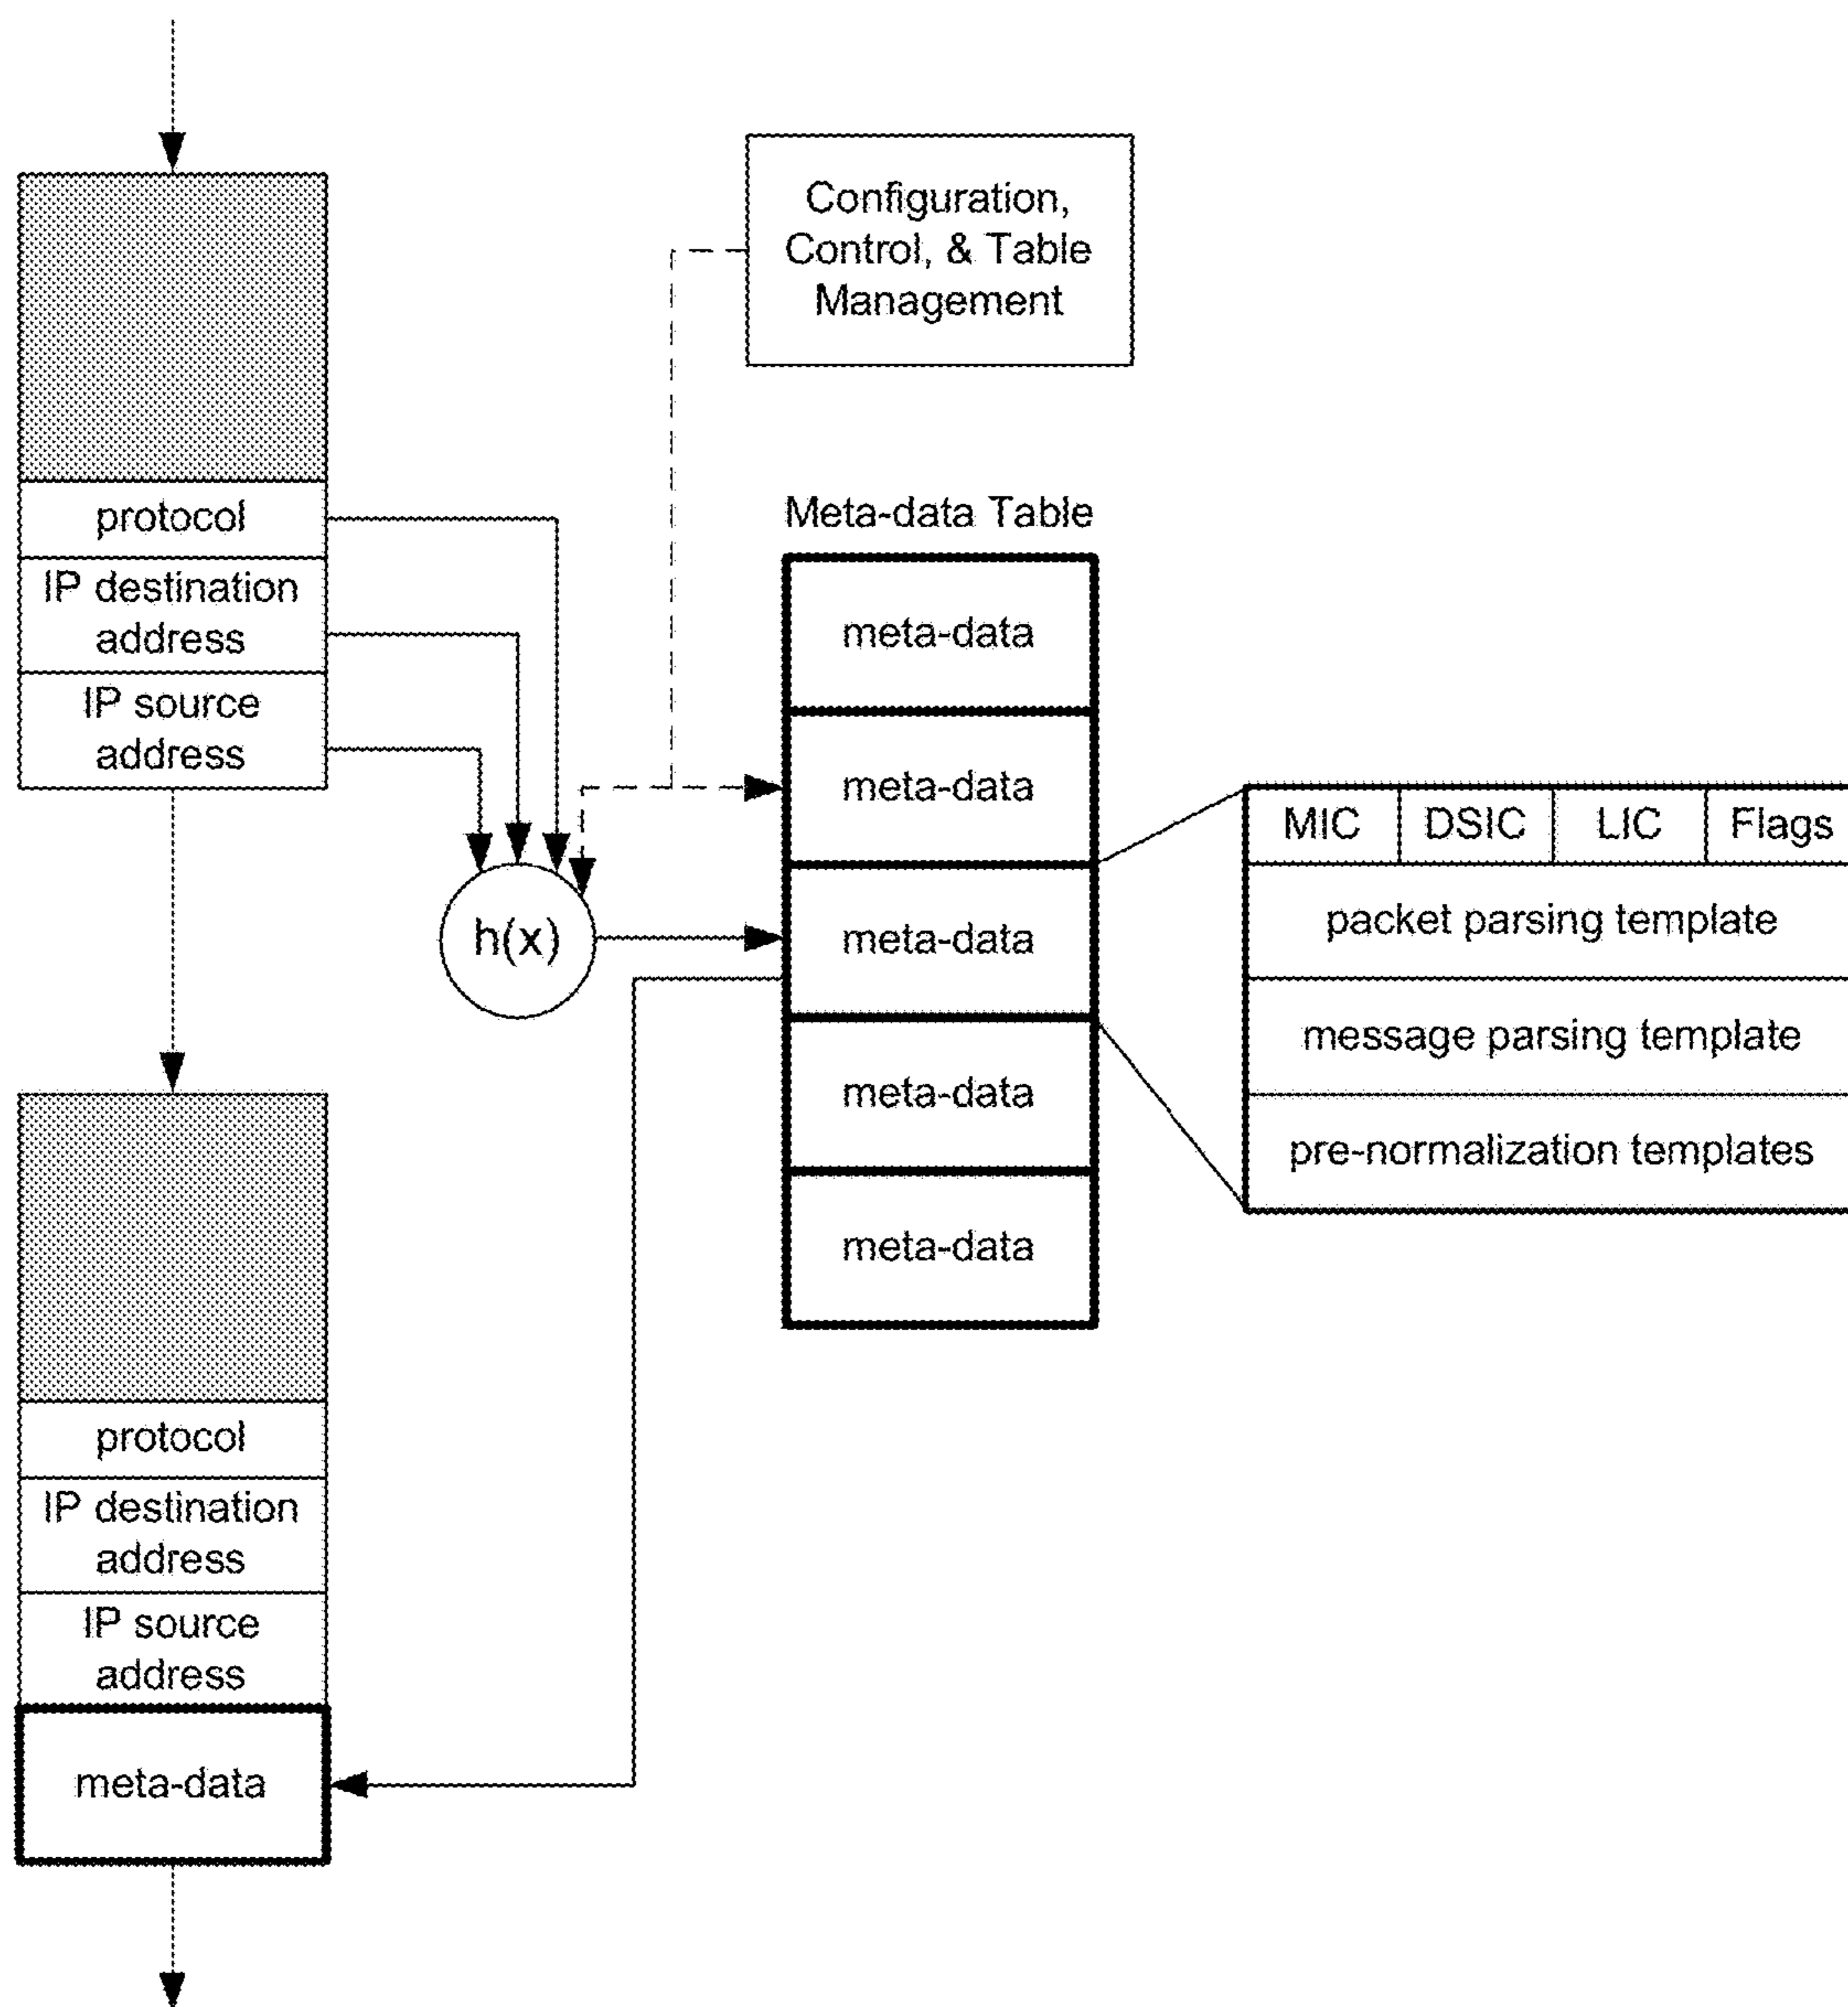 Configuration,
Control, & Table
Management
protocol
IP destination
address
IP source
address
h(x)
Meta-data Table
meta-data
meta-data
meta-data
meta-data
meta-data
MIC DSIC LIC Flags
packet parsing template
message parsing template
pre-normalization templates
protocol
IP destination
address
IP source
address
meta-data